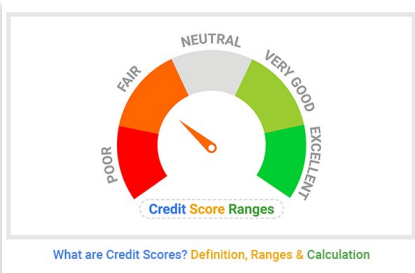 NEUTRAL
FAIR
VERY GOOD
POOR
EXCELLENT
Credit Score Ranges
What are Credit Scores? Definition, Ranges & Calculation